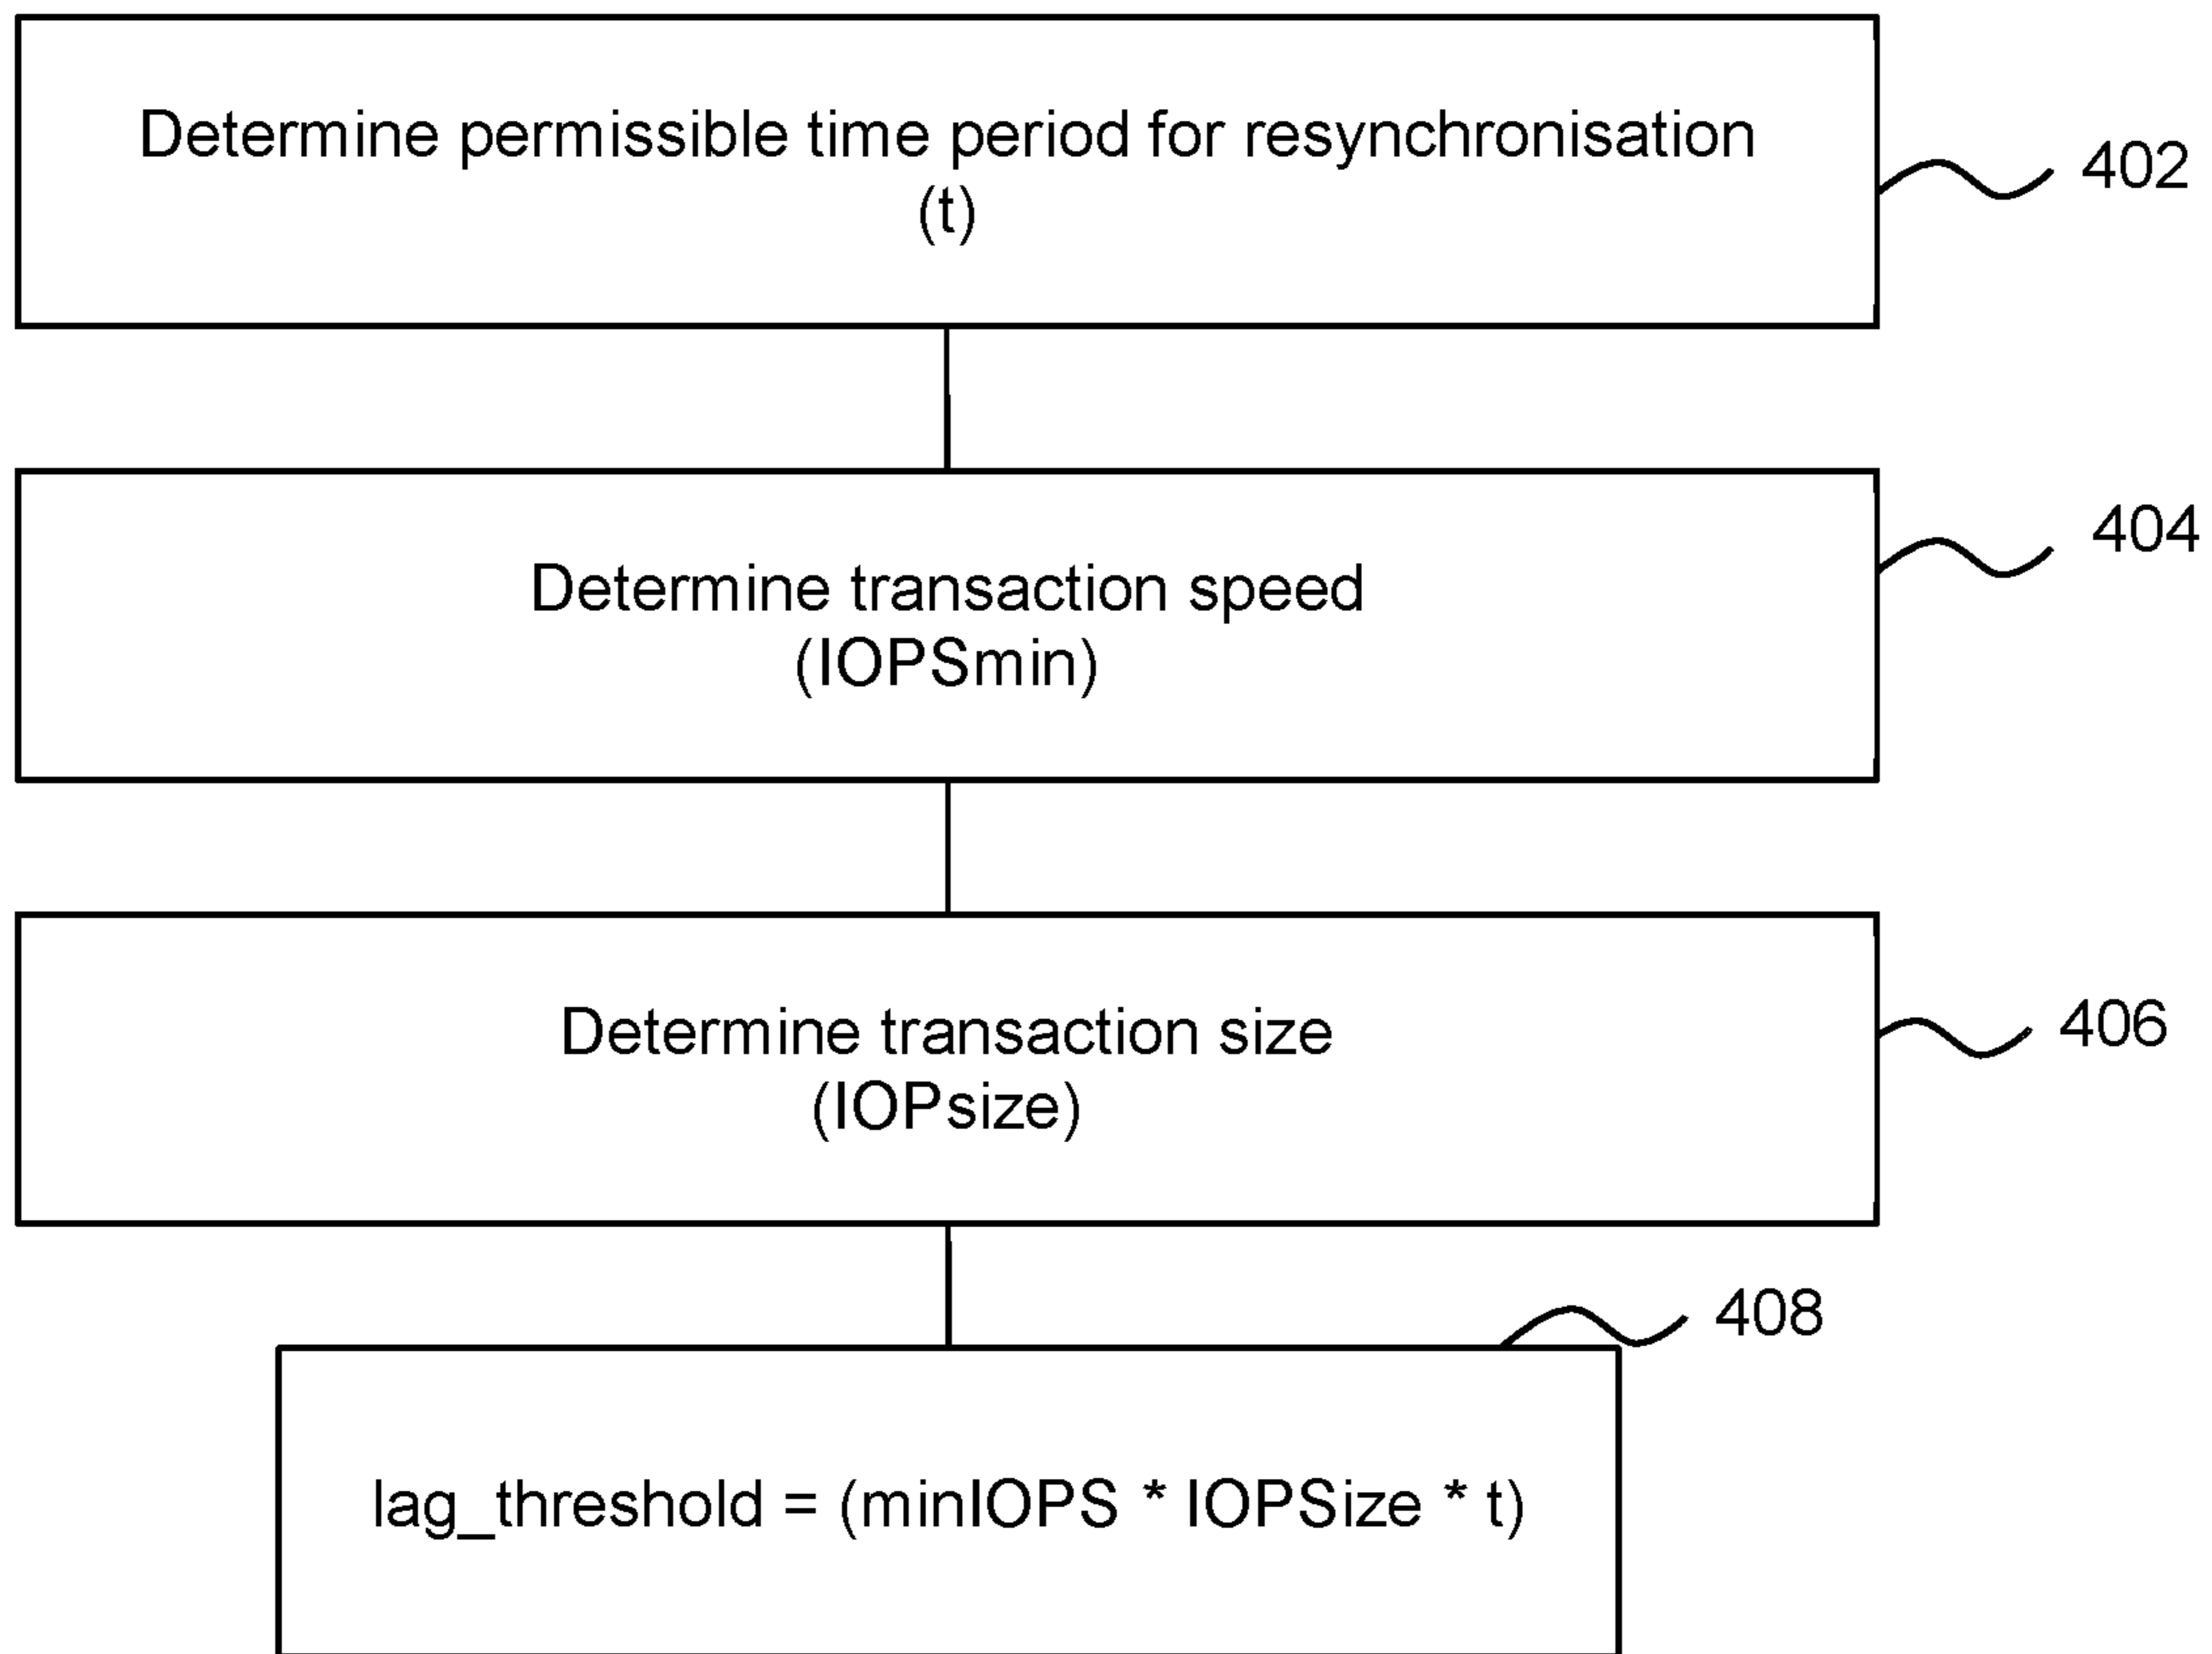 Determine permissible time period for resynchronisation
(t)
402
Determine transaction speed
(IOPSmin)
404
Determine transaction size
(IOPsize)
406
408
lag_threshold = (minIOPS * IOPSize * t)